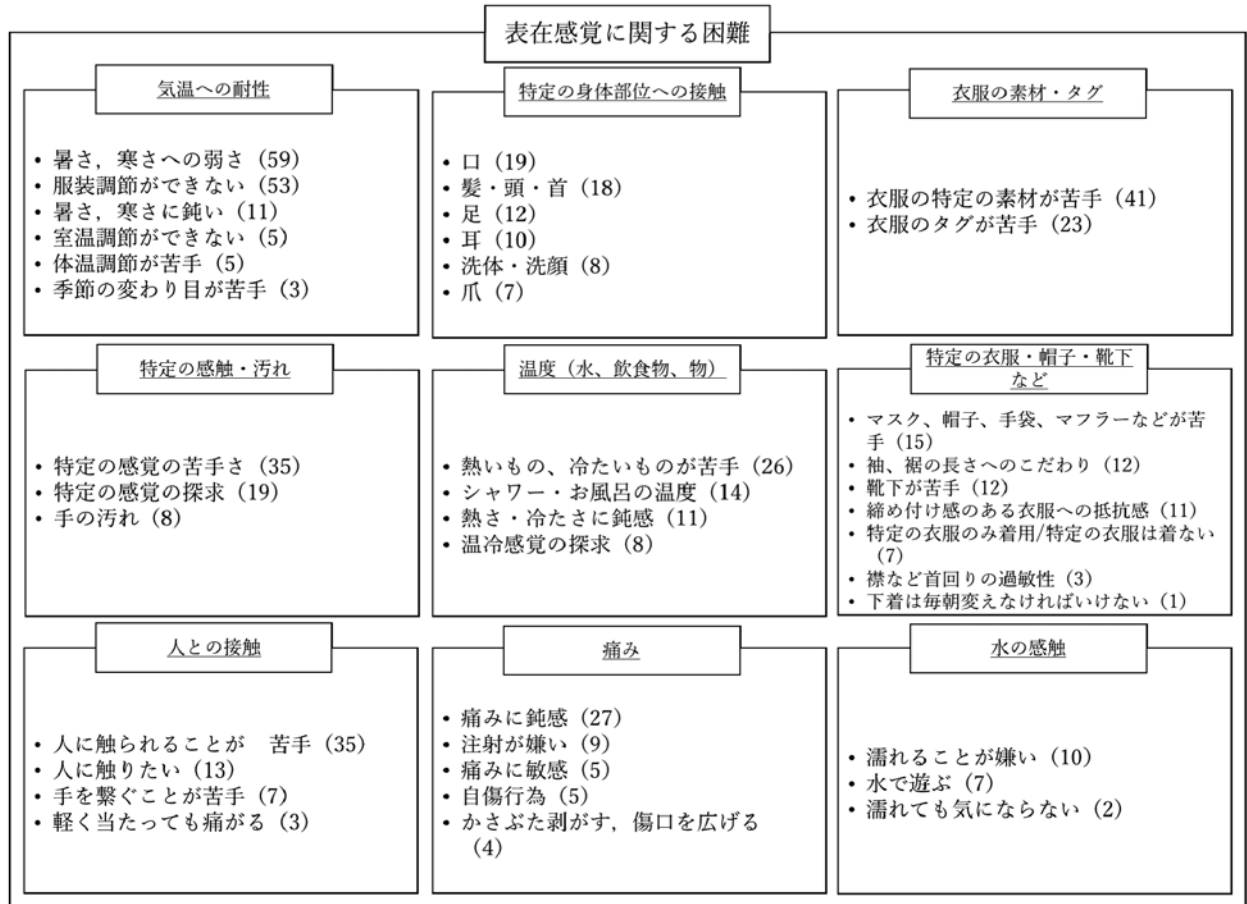 表在感覚に関する困難
気温への耐性
• 暑さ，寒さへの弱さ（59）
• 服装調節ができない（53）
• 暑さ，寒さに鈍い（11）
• 室温調節ができない（5）
• 体温調節が苦手（5）
• 季節の変わり目が苦手（3）
特定の身体部位への接触
• 口（19）
• 髪・頭・首（18）
• 足（12）
• 耳（10）
• 洗体・洗顔（8）
• 爪（7）
衣服の素材・タグ
• 衣服の特定の素材が苦手（41）
• 衣服のタグが苦手（23）
特定の感触・汚れ
• 特定の感覚の苦手さ（35）
• 特定の感覚の探求（19）
• 手の汚れ（8）
温度（水、飲食物、物）
• 熱いもの、冷たいものが苦手（26）
• シャワー・お風呂の温度（14）
• 熱さ・冷たさに鈍感（11）
• 温冷感覚の探求（8）
特定の衣服・帽子・靴下
など
• マスク、帽子、手袋、マフラーなどが苦
手（15）
• 袖、裾の長さへのこだわり（12）
• 靴下が苦手（12）
• 締め付け感のある衣服への抵抗感（11）
• 特定の衣服のみ着用/特定の衣服は着ない
（7）
• 襟など首回りの過敏性（3）
• 下着は毎朝変えなければいけない（1）
人との接触
• 人に触られることが　苦手（35）
• 人に触りたい（13）
• 手を繋ぐことが苦手（7）
• 軽く当たっても痛がる（3）
痛み
• 痛みに鈍感（27）
• 注射が嫌い（9）
• 痛みに敏感（5）
• 自傷行為（5）
• かさぶた剥がす，傷口を広げる
（4）
水の感触
• 濡れることが嫌い（10）
• 水で遊ぶ（7）
• 濡れても気にならない（2）